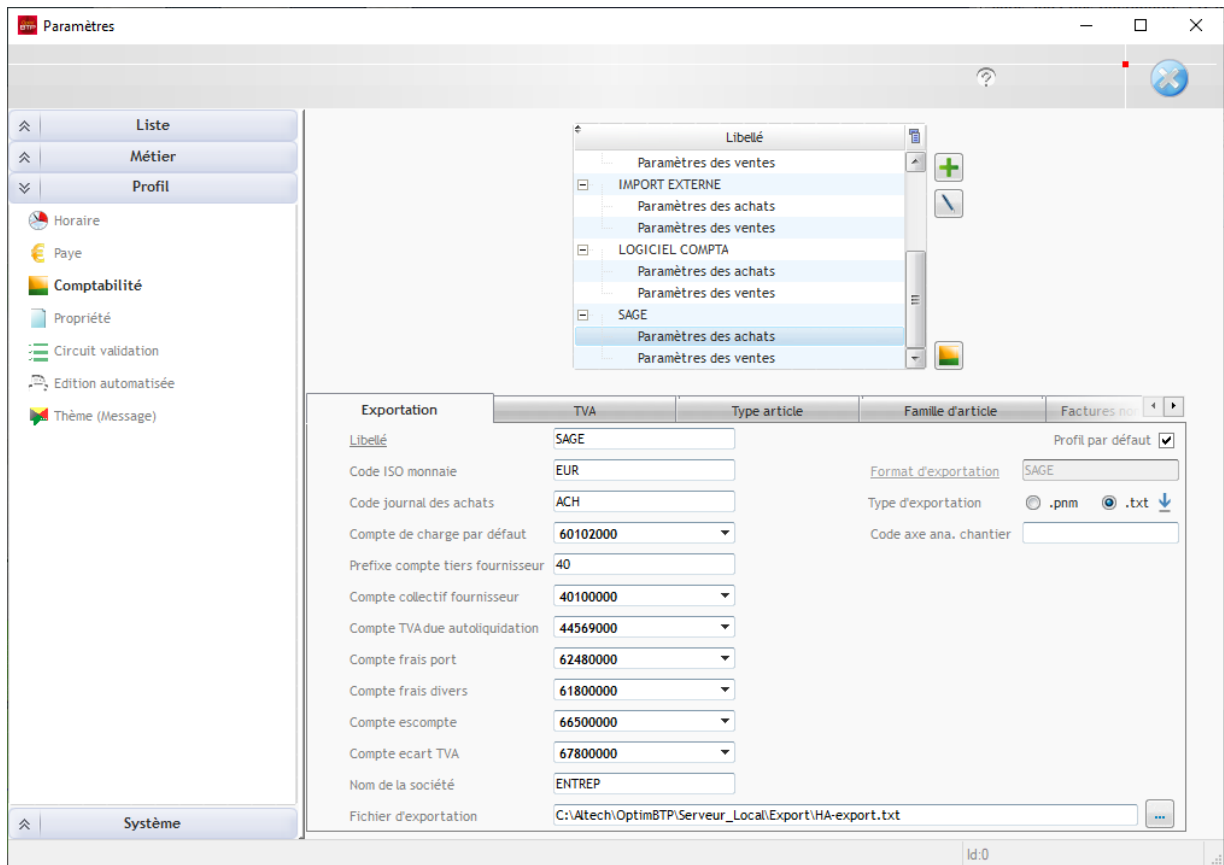 Paramètres
Liste
Métier
Profil
Horaire
Paye
Comptabilité
Propriété
Circuit validation
Edition automatisée
Thème (Message)
Système
Libellé
Paramètres des ventes
IMPORT EXTERNE
Paramètres des achats
Paramètres des ventes
LOGICIEL COMPTA
Paramètres des achats
Paramètres des ventes
SAGE
Paramètres des achats
Paramètres des ventes
Exportation TVA Type article Famille d'article Factures
Libellé SAGE Profil par défaut
Code ISO monnaie EUR Format d'exportation SAGE
Code journal des achats ACH Type d'exportation .pnm .txt
Compte de charge par défaut 60102000 Code axe ana. chantier
Prefixe compte tiers fournisseur 40
Compte collectif fournisseur 40100000
Compte TVA due autoliquidation 44569000
Compte frais port 62480000
Compte frais divers 61800000
Compte escompte 66500000
Compte ecart TVA 67800000
Nom de la société ENTREP
Fichier d'exportation C:\Altech\OptimBTP\Serveur_Local\Export\HA-export.txt ...
Id:0